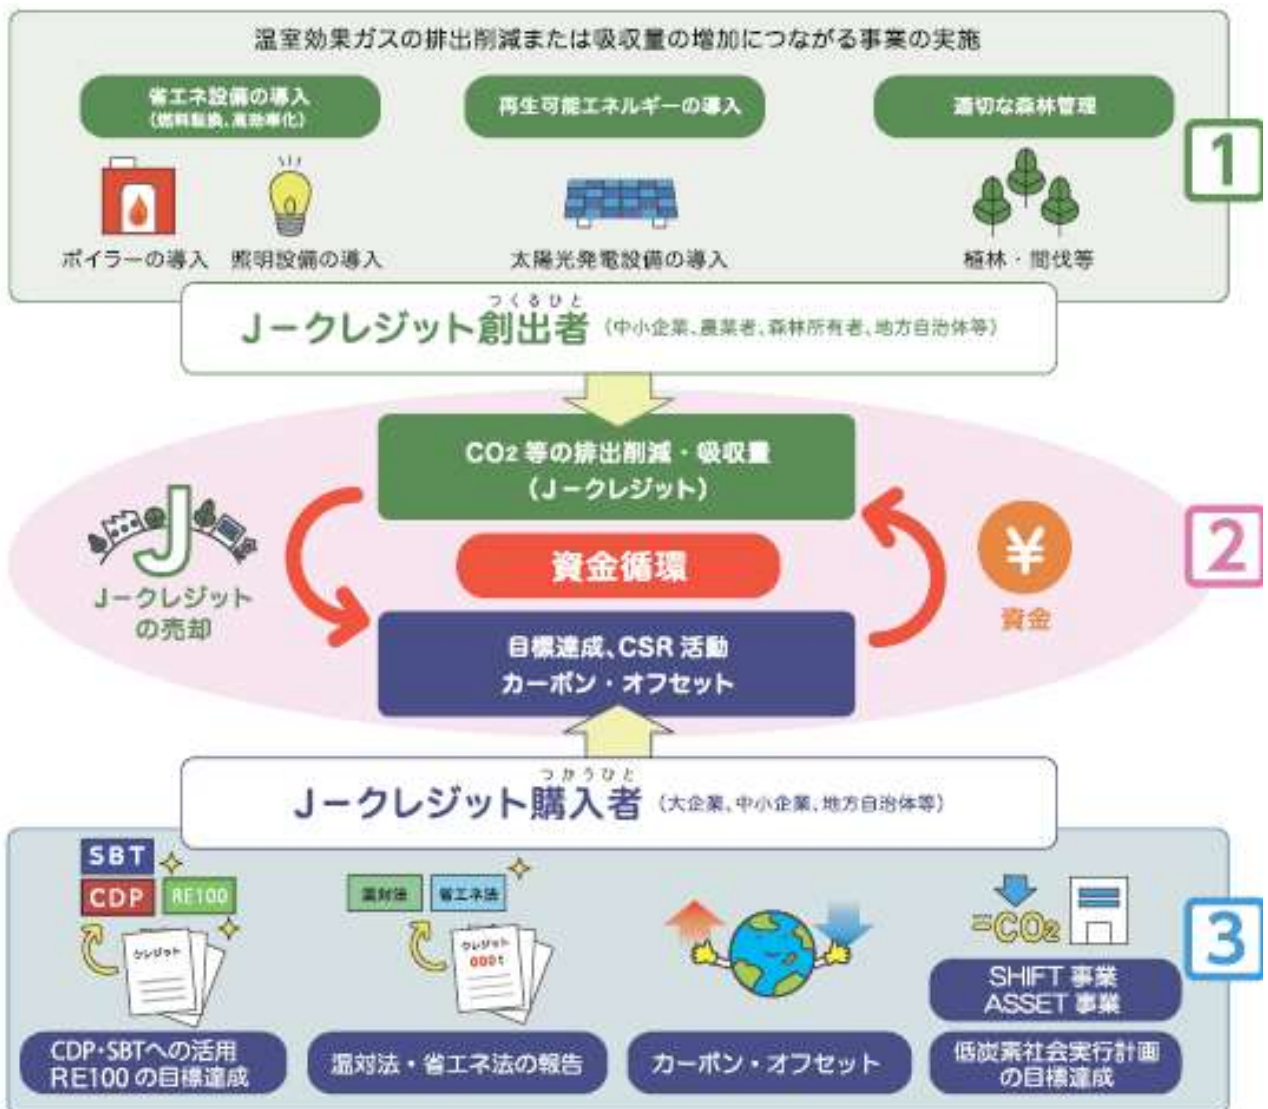 温室効果ガスの排出削減または吸収量の増加につながる事業の実施
省エネ設備の導入
(燃料転換、高効率化)
再生可能エネルギーの導入
適切な森林管理
1
ボイラーの導入
照明設備の導入
太陽光発電設備の導入
植林・間伐等
つくるひと
J－クレジット創出者 (中小企業、農業者、森林所有者、地方自治体等)
CO2 等の排出削減・吸収量
(J－クレジット)
J
J－クレジット
の売却
資金循環
¥
資金
2
目標達成、CSR 活動
カーボン・オフセット
つかうひと
J－クレジット購入者 (大企業、中小企業、地方自治体等)
SBT
CDP
RE100
クレジット
温対法
省エネ法
クレジット
000t
=CO2
3
CDP・SBTへの活用
RE100 の目標達成
温対法・省エネ法の報告
カーボン・オフセット
SHIFT 事業
ASSET 事業
低炭素社会実行計画
の目標達成